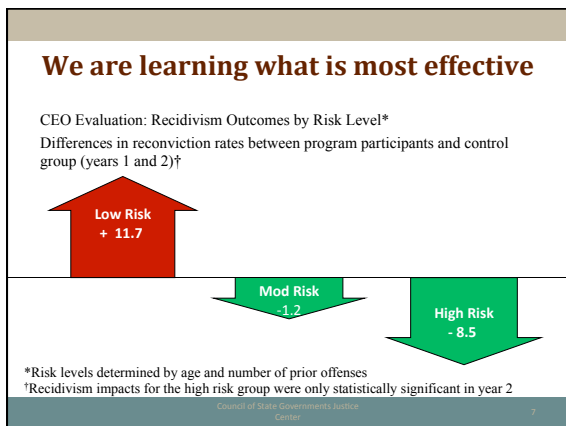 We are learning what is most effective
CEO Evaluation: Recidivism Outcomes by Risk Level*
Differences in reconviction rates between program participants and control
group (years 1 and 2)†
Low Risk
+ 11.7
Mod Risk
-1.2
High Risk
- 8.5
*Risk levels determined by age and number of prior offenses
†Recidivism impacts for the high risk group were only statistically significant in year 2
Council of State Governments Justice
Center
7